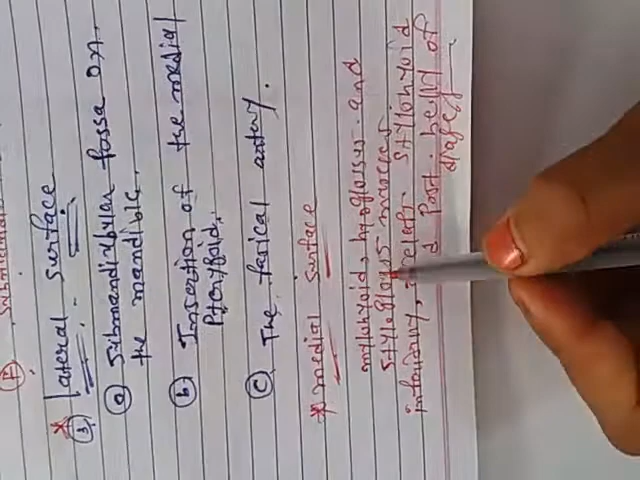 Lateral surface
(a) Submandibular fossa on
the mandible.
(b) Insertion of the medial
Pterygoid.
(c) The facial artery.
* medial surface
mylohyoid, hyoglossus and
Styloglossus muscles
stylohyoid
Post. belly of